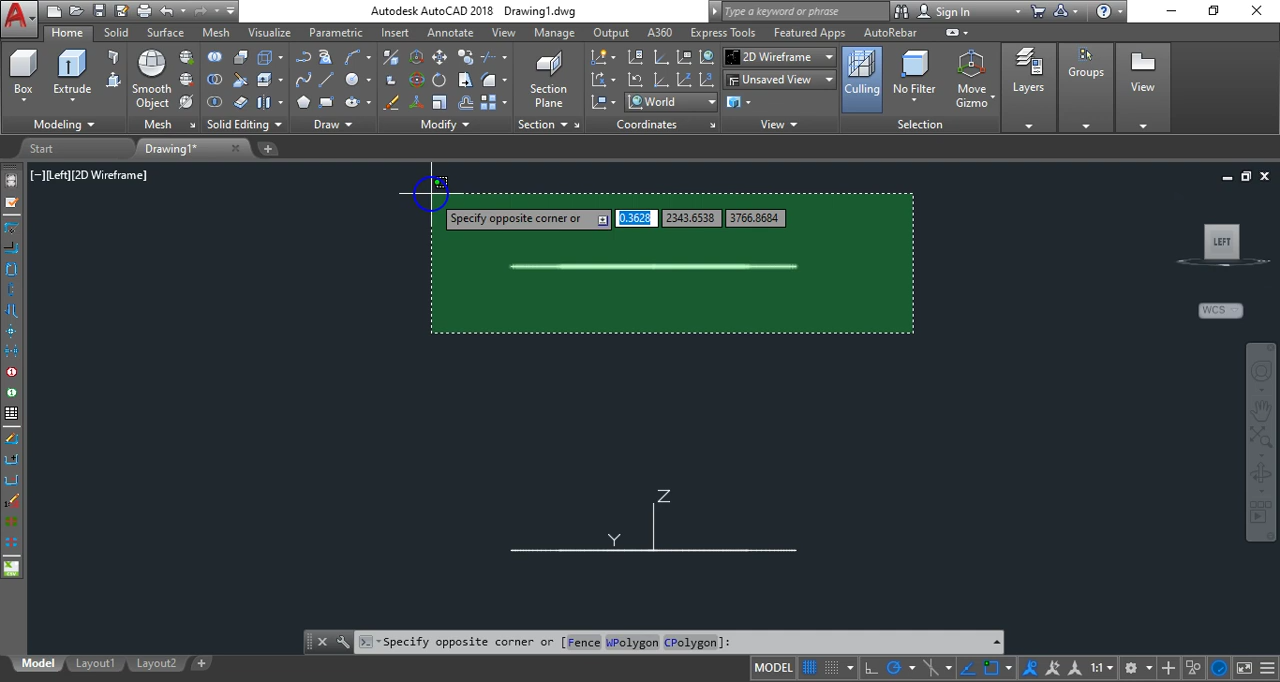 Autodesk AutoCAD 2018 Drawing1.dwg Type a keyword or phrase Sign In
Home Solid Surface Mesh Visualize Parametric Insert Annotate View Manage Output A360 Express Tools Featured Apps AutoRebar
Box Extrude Smooth Object Section Plane World 2D Wireframe Unsaved View Culling No Filter Move Gizmo Layers Groups View
Modeling Mesh Solid Editing Draw Modify Section Coordinates View Selection
Start Drawing1*
[−][Left][2D Wireframe]
Specify opposite corner or 0.3628 2343.6538 3766.8684
LEFT
WCS
Z
Y
Specify opposite corner or [Fence WPolygon CPolygon]:
Model Layout1 Layout2 MODEL 1:1